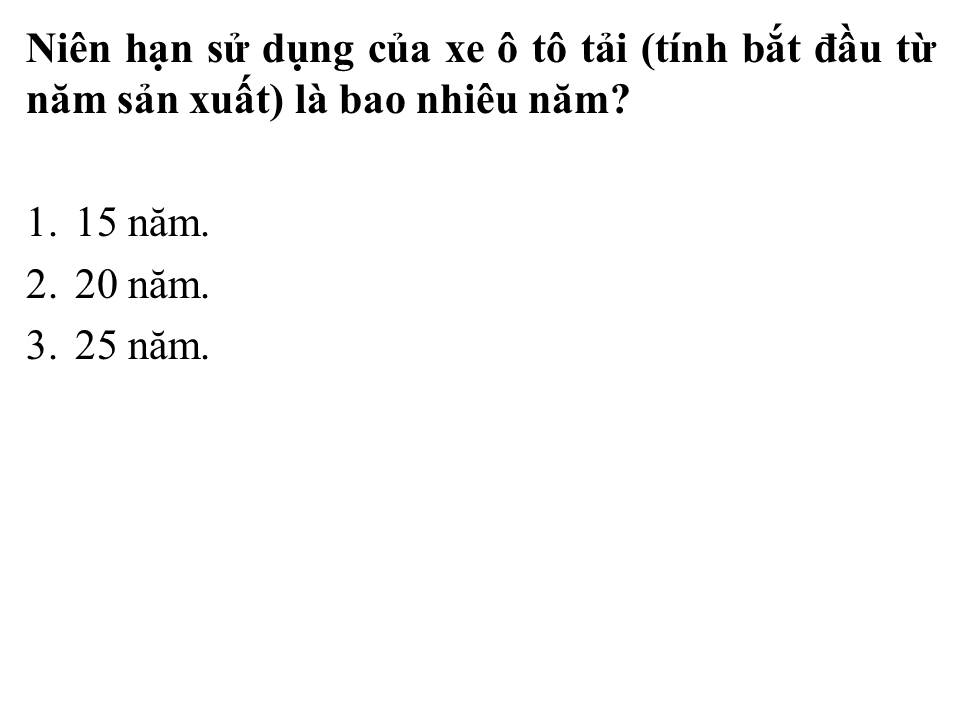 Niên hạn sử dụng của xe ô tô tải (tính bắt đầu từ
năm sản xuất) là bao nhiêu năm?
1. 15 năm.
2. 20 năm.
3. 25 năm.